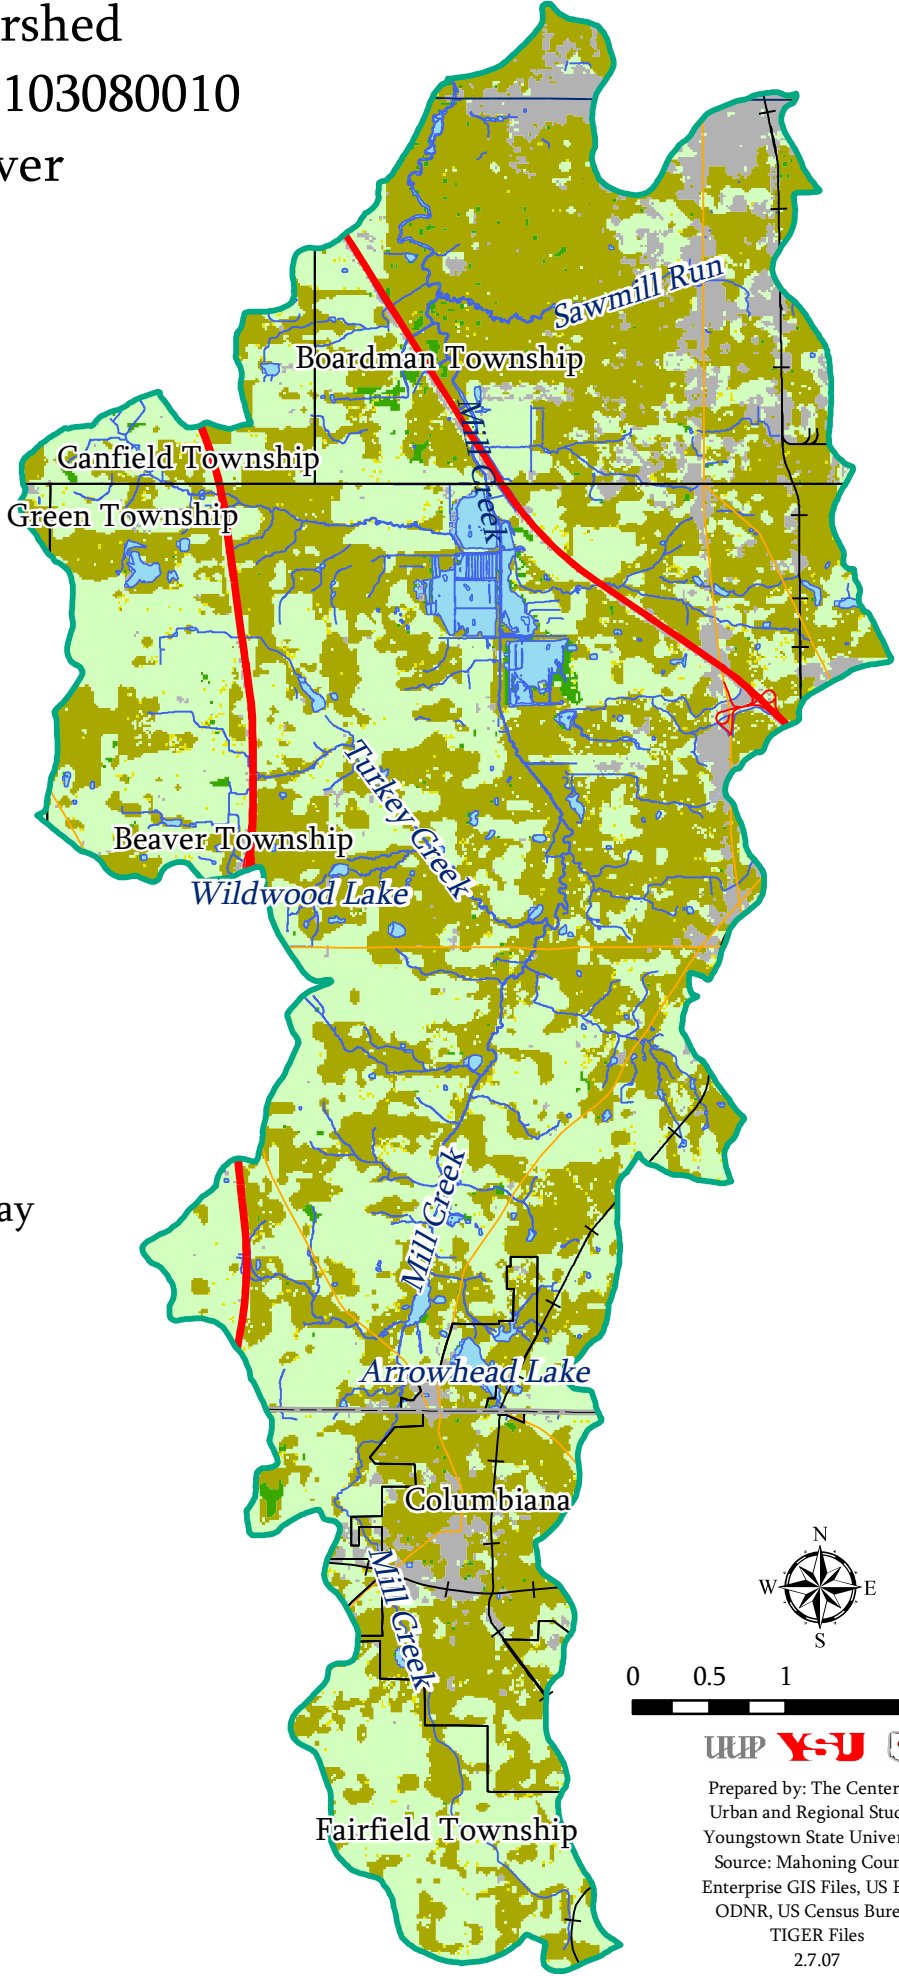 rshed
103080010
ver
Sawmill Run
Boardman Township
Mill Creek
Canfield Township
Green Township
Turkey Creek
Beaver Township
Wildwood Lake
Mill Creek
ay
Arrowhead Lake
Columbiana
Mill Creek
N
W E
S
0 0.5 1
UUP YSU
Fairfield Township
Prepared by: The Center
Urban and Regional Stud
Youngstown State Univer
Source: Mahoning Coun
Enterprise GIS Files, US E
ODNR, US Census Bure
TIGER Files
2.7.07